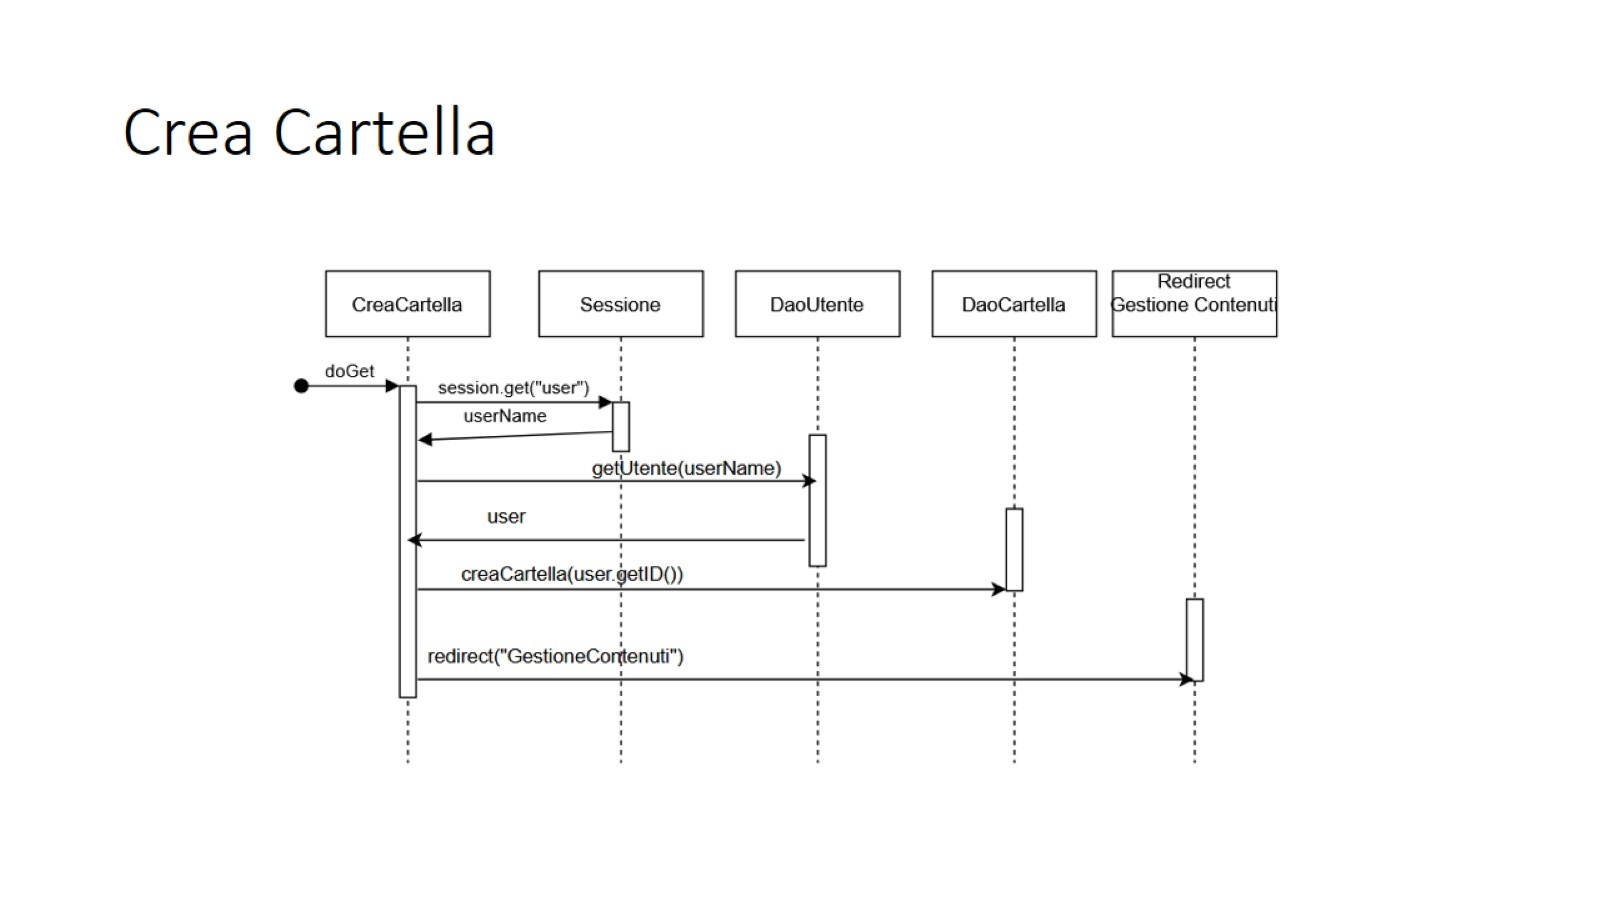 Crea Cartella
CreaCartella
Sessione
DaoUtente
DaoCartella
Redirect
Gestione Contenuti
doGet
session.get("user")
userName
getUtente(userName)
user
creaCartella(user.getID())
redirect("GestioneContenuti")